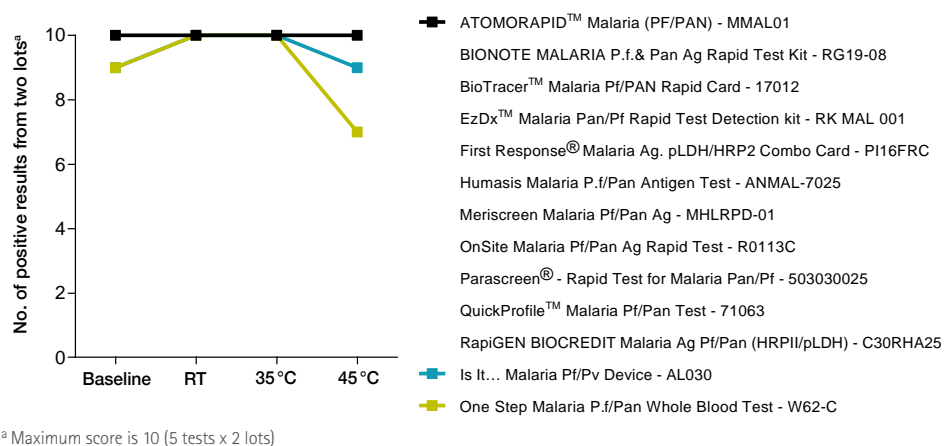 No. of positive results from two lotsᵃ
10
8
6
4
2
0
Baseline RT 35 °C 45 °C
ATOMORAPID™ Malaria (PF/PAN) - MMAL01
BIONOTE MALARIA P.f.& Pan Ag Rapid Test Kit - RG19-08
BioTracer™ Malaria Pf/PAN Rapid Card - 17012
EzDx™ Malaria Pan/Pf Rapid Test Detection kit - RK MAL 001
First Response® Malaria Ag. pLDH/HRP2 Combo Card - PI16FRC
Humasis Malaria P.f/Pan Antigen Test - ANMAL-7025
Meriscreen Malaria Pf/Pan Ag - MHLRPD-01
OnSite Malaria Pf/Pan Ag Rapid Test - R0113C
Parascreen® - Rapid Test for Malaria Pan/Pf - 503030025
QuickProfile™ Malaria Pf/Pan Test - 71063
RapiGEN BIOCREDIT Malaria Ag Pf/Pan (HRPII/pLDH) - C30RHA25
Is It... Malaria Pf/Pv Device - AL030
One Step Malaria P.f/Pan Whole Blood Test - W62-C
ᵃ Maximum score is 10 (5 tests x 2 lots)